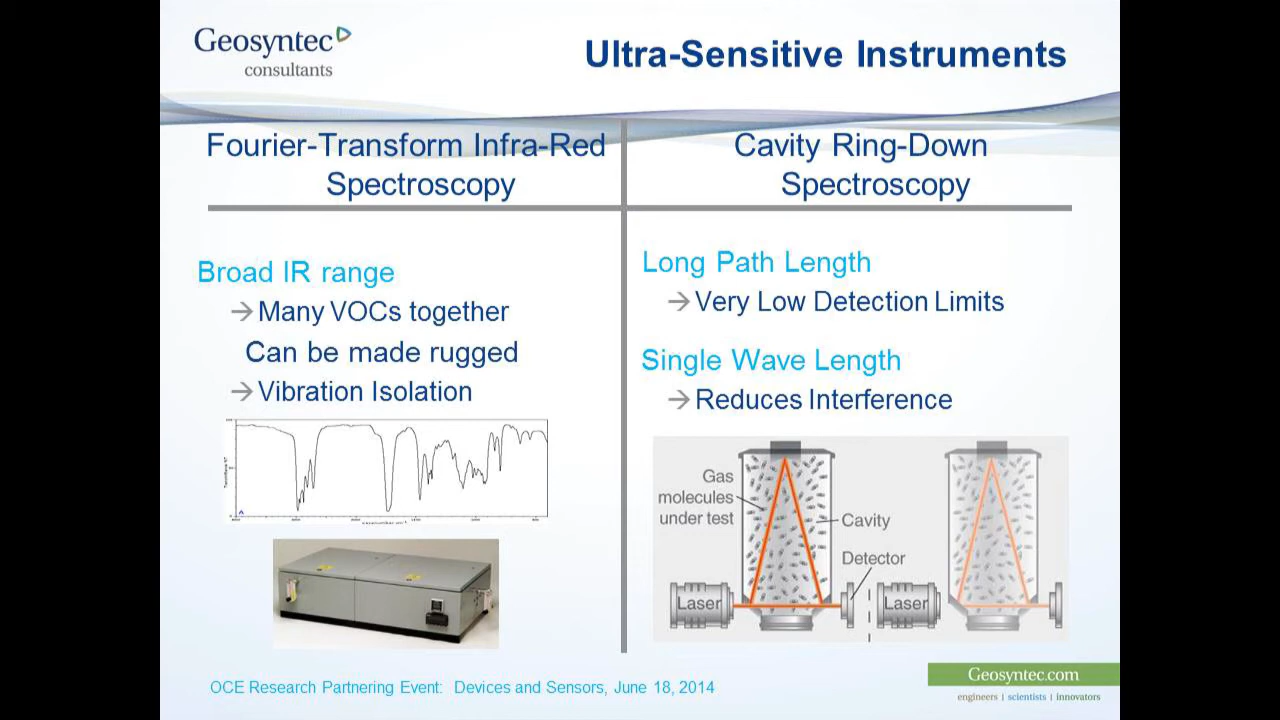 Geosyntec
consultants
Ultra-Sensitive Instruments
Fourier-Transform Infra-Red
Spectroscopy
Broad IR range
→Many VOCs together
Can be made rugged
→Vibration Isolation
A
Cavity Ring-Down
Spectroscopy
Long Path Length
→Very Low Detection Limits
Single Wave Length
→Reduces Interference
Gas
molecules
under test
Cavity
Detector
Laser
Laser
OCE Research Partnering Event: Devices and Sensors, June 18, 2014
Geosyntec.com
engineers | scientists | innovators